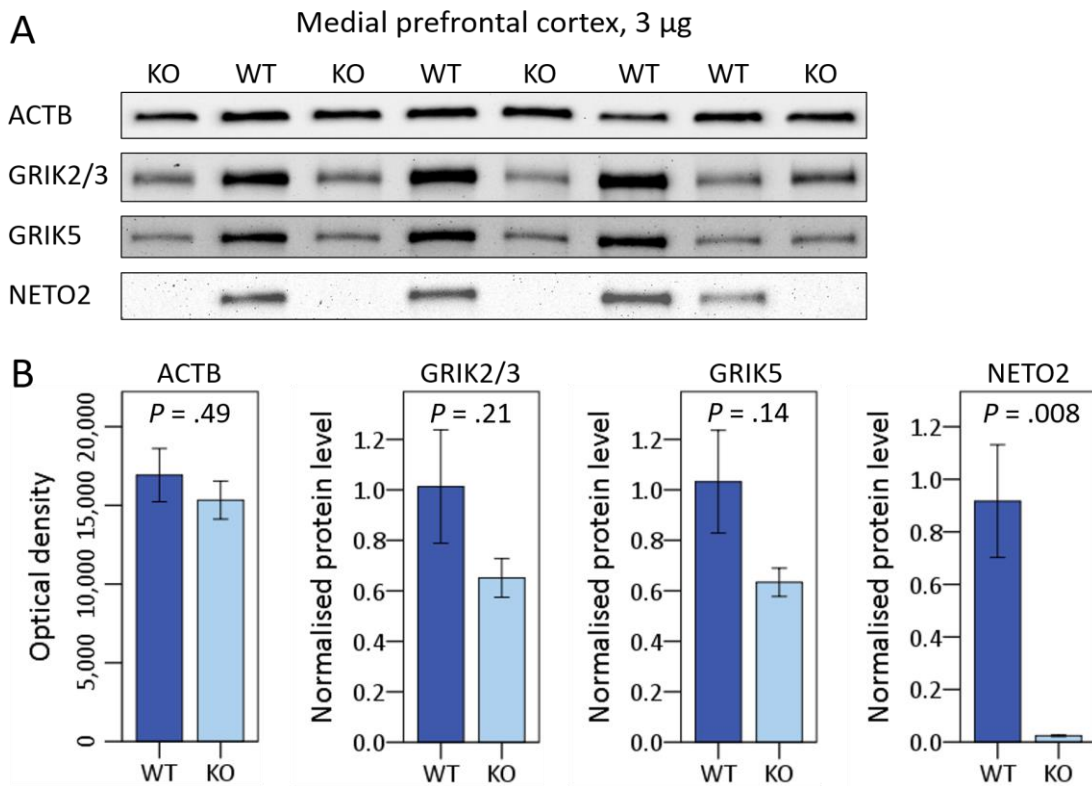 A
Medial prefrontal cortex, 3 µg
KO WT KO WT KO WT WT KO
ACTB
GRIK2/3
GRIK5
NETO2
B
ACTB
P = .49
Optical density
20,000
15,000
10,000
5,000
0
WT KO
GRIK2/3
P = .21
Normalised protein level
1.2
1.0
0.8
0.6
0.4
0.2
0.0
WT KO
GRIK5
P = .14
Normalised protein level
1.2
1.0
0.8
0.6
0.4
0.2
0.0
WT KO
NETO2
P = .008
Normalised protein level
1.2
1.0
0.8
0.6
0.4
0.2
0.0
WT KO